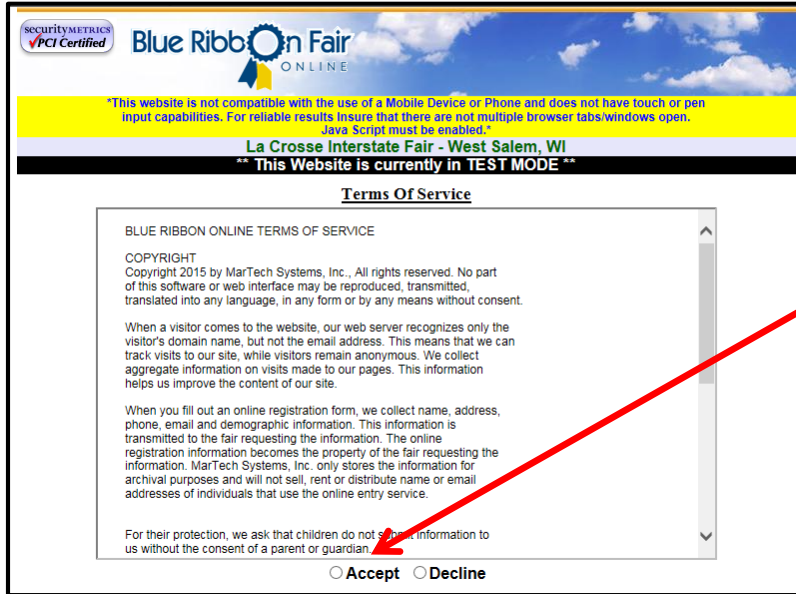 securityMETRICS
PCI Certified
Blue Ribbon Fair
ONLINE
*This website is not compatible with the use of a Mobile Device or Phone and does not have touch or pen
input capabilities. For reliable results Insure that there are not multiple browser tabs/windows open.
Java Script must be enabled.*
La Crosse Interstate Fair - West Salem, WI
** This Website is currently in TEST MODE **
Terms Of Service
BLUE RIBBON ONLINE TERMS OF SERVICE
COPYRIGHT
Copyright 2015 by MarTech Systems, Inc., All rights reserved. No part
of this software or web interface may be reproduced, transmitted,
translated into any language, in any form or by any means without consent.
When a visitor comes to the website, our web server recognizes only the
visitor's domain name, but not the email address. This means that we can
track visits to our site, while visitors remain anonymous. We collect
aggregate information on visits made to our pages. This information
helps us improve the content of our site.
When you fill out an online registration form, we collect name, address,
phone, email and demographic information. This information is
transmitted to the fair requesting the information. The online
registration information becomes the property of the fair requesting the
information. MarTech Systems, Inc. only stores the information for
archival purposes and will not sell, rent or distribute name or email
addresses of individuals that use the online entry service.
For their protection, we ask that children do not submit information to
us without the consent of a parent or guardian.
Accept Decline